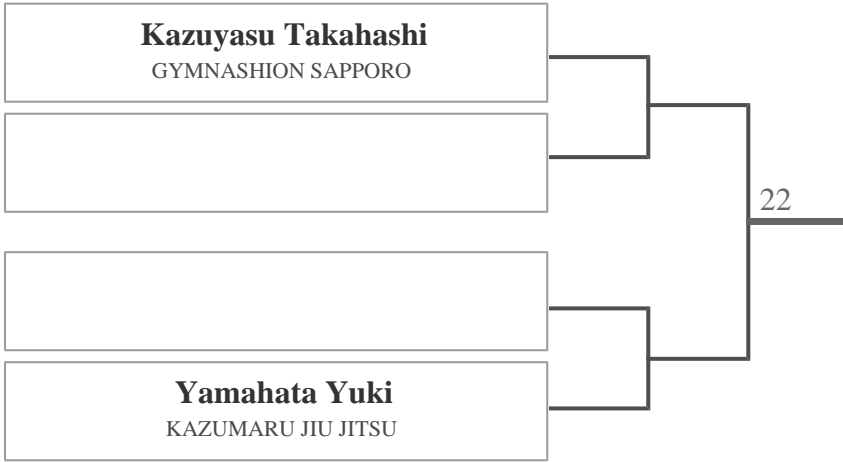 Kazuyasu Takahashi
GYMNASHION SAPPORO
22
Yamahata Yuki
KAZUMARU JIU JITSU